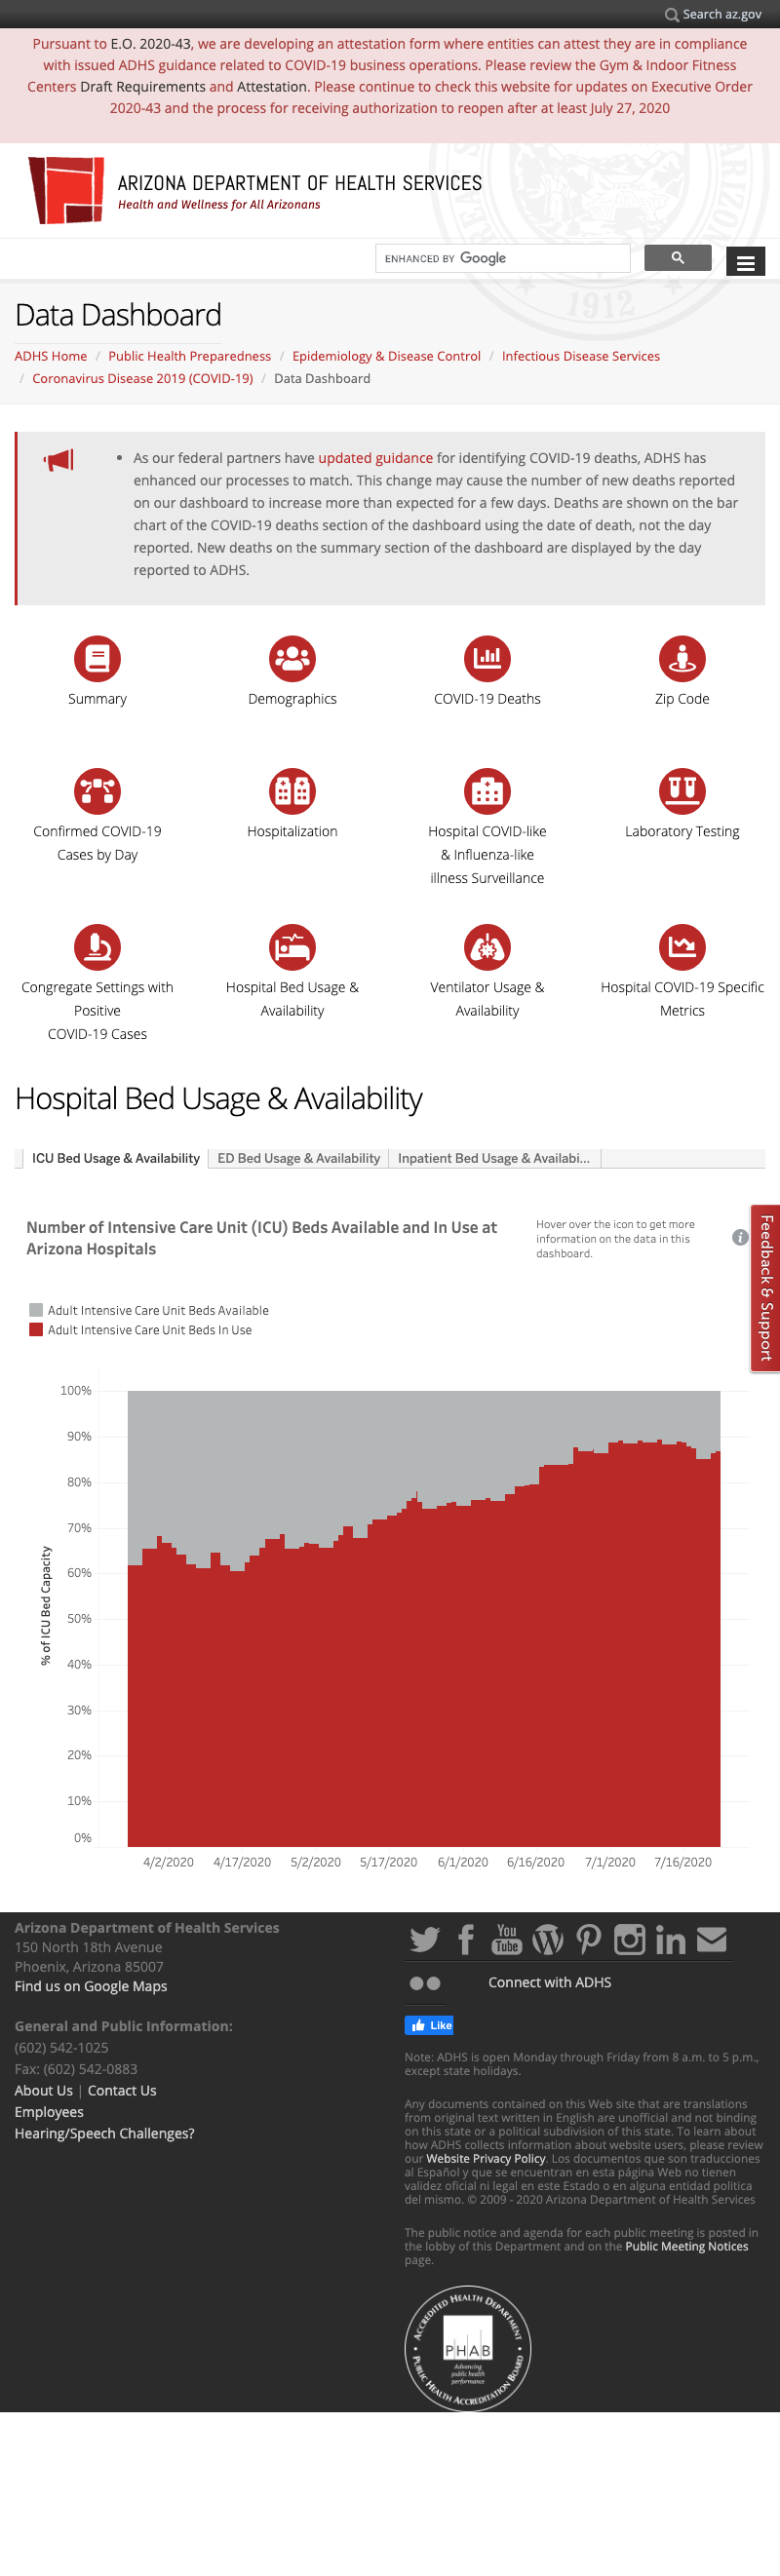 Search az.gov
Pursuant to E.O. 2020-43, we are developing an attestation form where entities can attest they are in compliance
with issued ADHS guidance related to COVID-19 business operations. Please review the Gym & Indoor Fitness
Centers Draft Requirements and Attestation. Please continue to check this website for updates on Executive Order
2020-43 and the process for receiving authorization to reopen after at least July 27, 2020
ARIZONA DEPARTMENT OF HEALTH SERVICES
Health and Wellness for All Arizonans
ENHANCED BY Google
1912
Data Dashboard
ADHS Home / Public Health Preparedness / Epidemiology & Disease Control / Infectious Disease Services
/ Coronavirus Disease 2019 (COVID-19) / Data Dashboard
• As our federal partners have updated guidance for identifying COVID-19 deaths, ADHS has
enhanced our processes to match. This change may cause the number of new deaths reported
on our dashboard to increase more than expected for a few days. Deaths are shown on the bar
chart of the COVID-19 deaths section of the dashboard using the date of death, not the day
reported. New deaths on the summary section of the dashboard are displayed by the day
reported to ADHS.
Summary
Demographics
COVID-19 Deaths
Zip Code
Confirmed COVID-19
Cases by Day
Hospitalization
Hospital COVID-like
& Influenza-like
illness Surveillance
Laboratory Testing
Congregate Settings with
Positive
COVID-19 Cases
Hospital Bed Usage &
Availability
Ventilator Usage &
Availability
Hospital COVID-19 Specific
Metrics
Hospital Bed Usage & Availability
ICU Bed Usage & Availability
ED Bed Usage & Availability
Inpatient Bed Usage & Availabi...
Number of Intensive Care Unit (ICU) Beds Available and In Use at
Arizona Hospitals
Hover over the icon to get more
information on the data in this
dashboard.
i
Feedback & Support
Adult Intensive Care Unit Beds Available
Adult Intensive Care Unit Beds In Use
% of ICU Bed Capacity
100%
90%
80%
70%
60%
50%
40%
30%
20%
10%
0%
4/2/2020 4/17/2020 5/2/2020 5/17/2020 6/1/2020 6/16/2020 7/1/2020 7/16/2020
Arizona Department of Health Services
150 North 18th Avenue
Phoenix, Arizona 85007
Find us on Google Maps
General and Public Information:
(602) 542-1025
Fax: (602) 542-0883
About Us | Contact Us
Employees
Hearing/Speech Challenges?
You
Tube
Connect with ADHS
Like
Note: ADHS is open Monday through Friday from 8 a.m. to 5 p.m.,
except state holidays.
Any documents contained on this Web site that are translations
from original text written in English are unofficial and not binding
on this state or a political subdivision of this state. To learn about
how ADHS collects information about website users, please review
our Website Privacy Policy. Los documentos que son traducciones
al Español y que se encuentran en esta página Web no tienen
validez oficial ni legal en este Estado o en alguna entidad política
del mismo. © 2009 - 2020 Arizona Department of Health Services
The public notice and agenda for each public meeting is posted in
the lobby of this Department and on the Public Meeting Notices
page.
ACCREDITED HEALTH DEPARTMENT
PHAB
Advancing
public health
performance
PUBLIC HEALTH ACCREDITATION BOARD